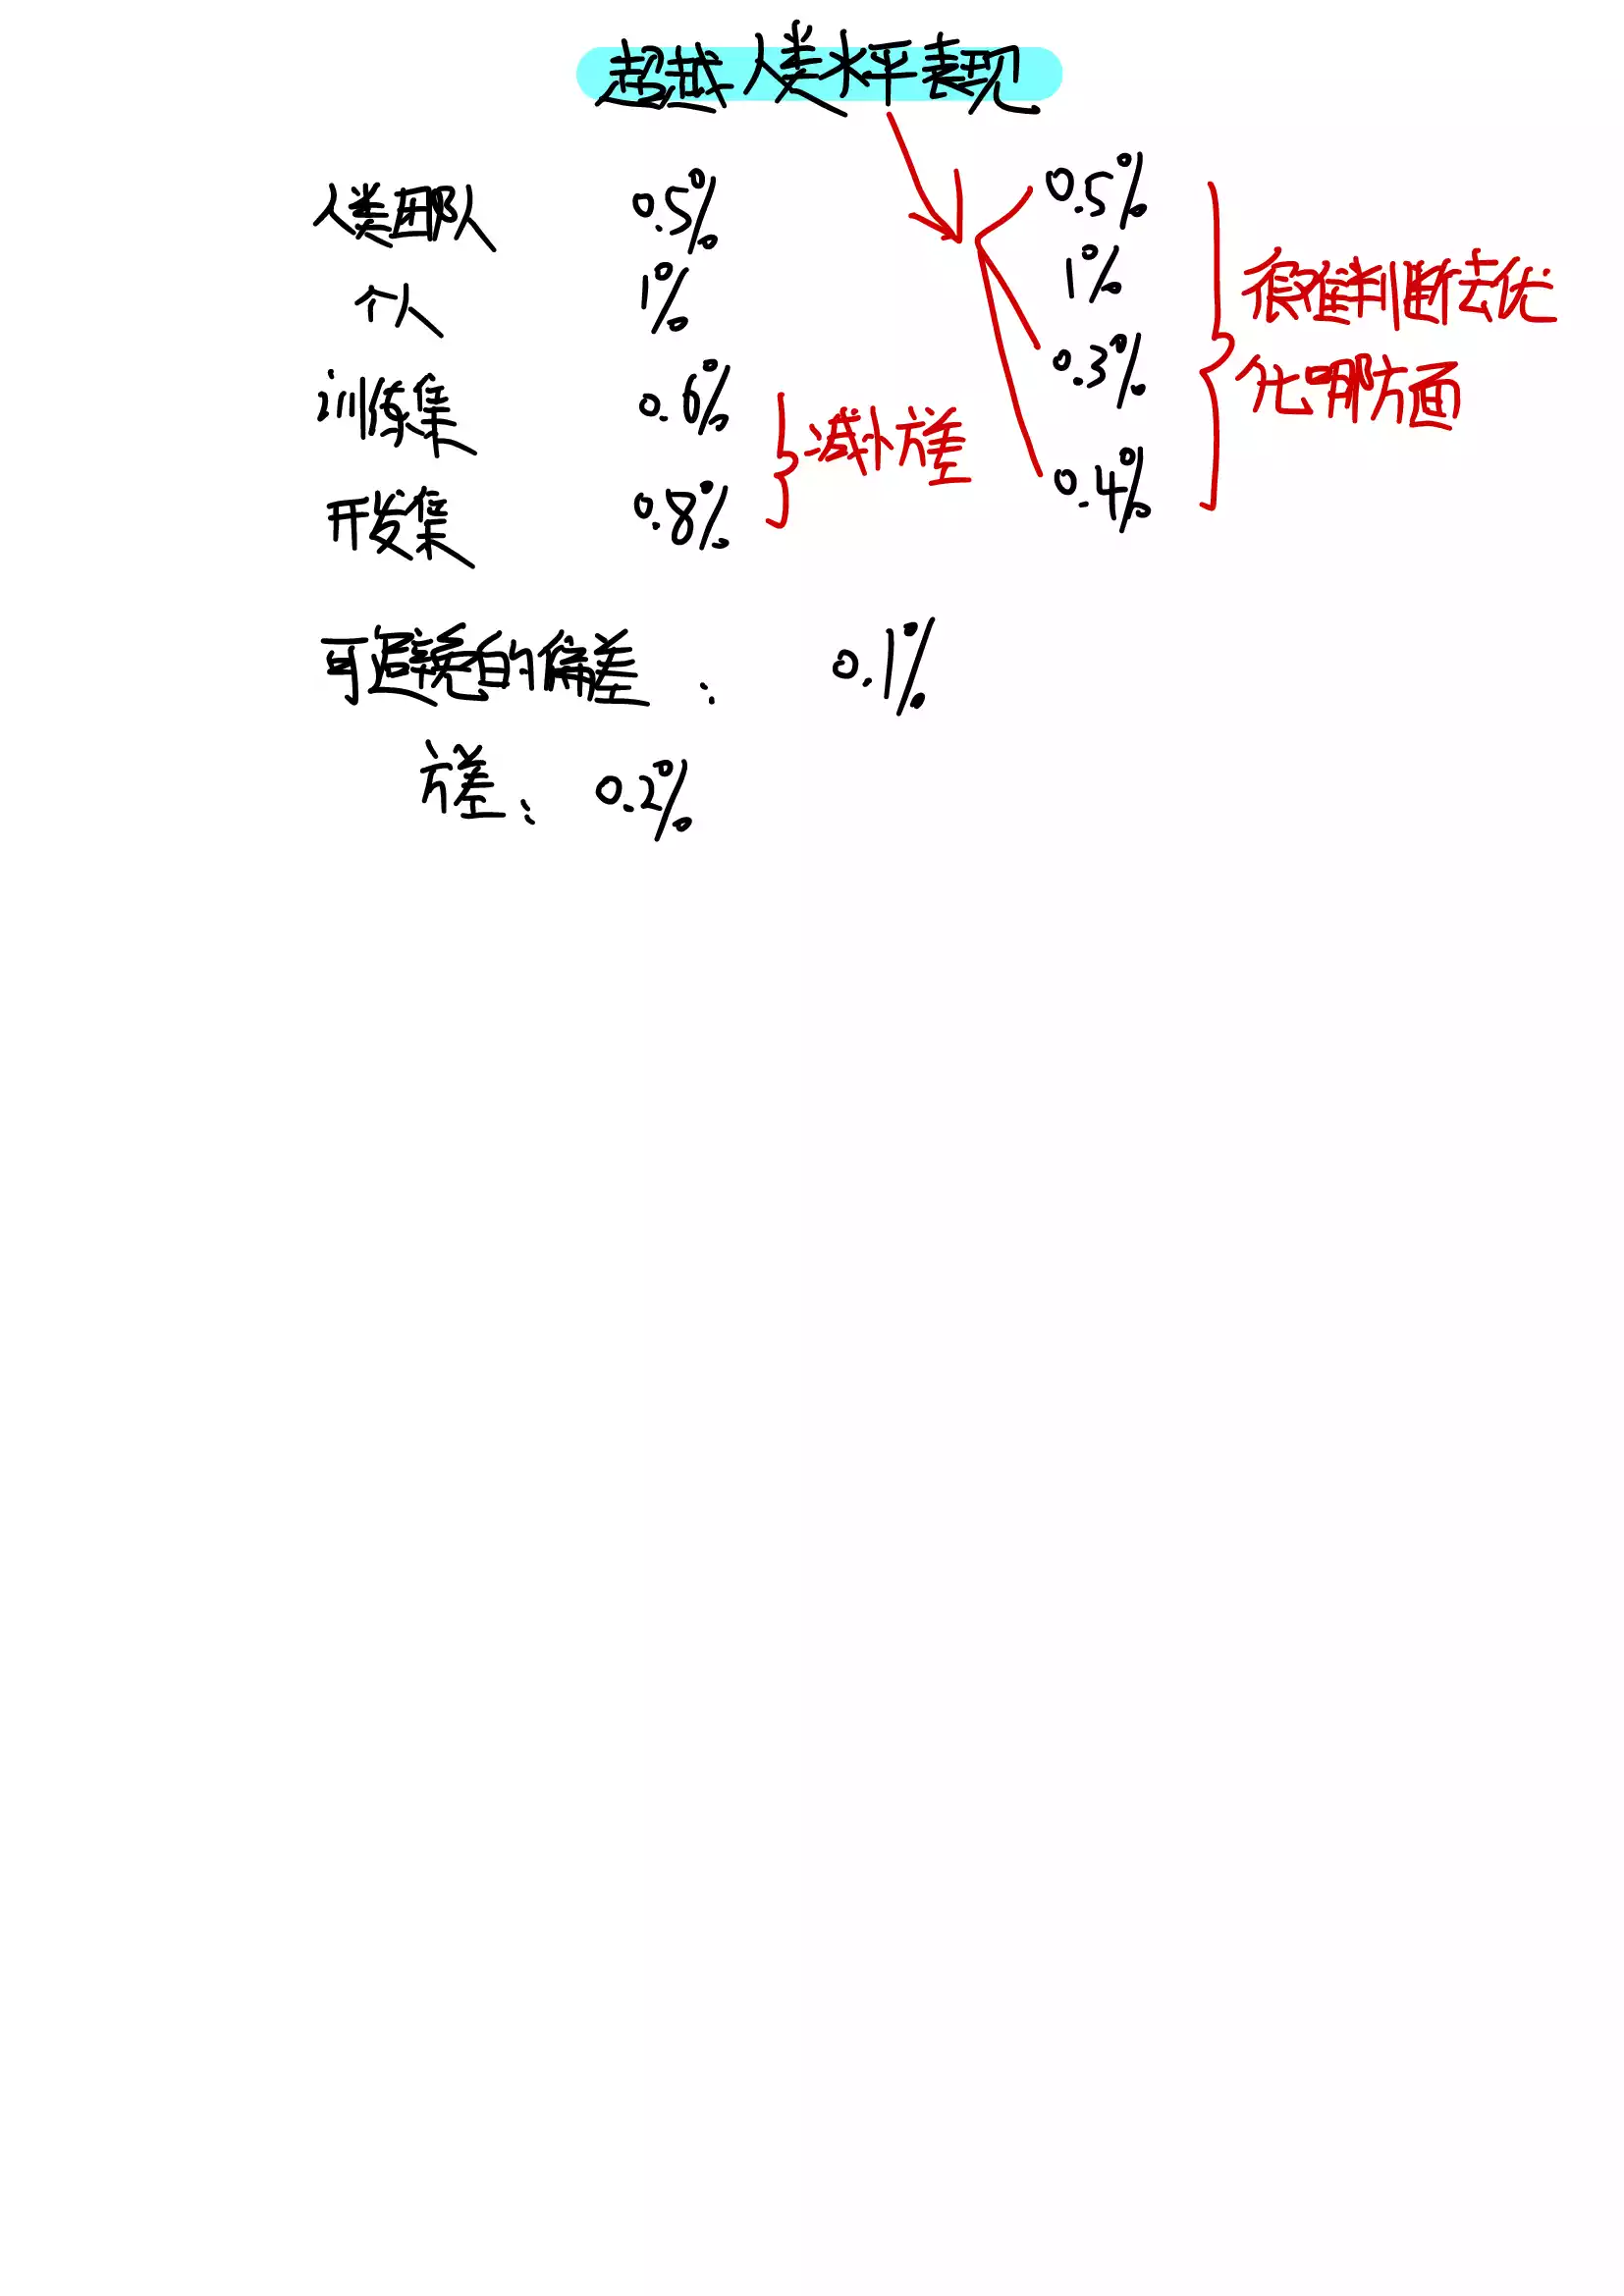 超越人类水平表现
人类团队 0.5% 0.5%
个人 1% 1%
训练集 0.6% 0.3%
开发集 0.8% 0.4%
减小方差
很难判断去优
化哪方面
可避免的偏差: 0.1%
方差: 0.2%